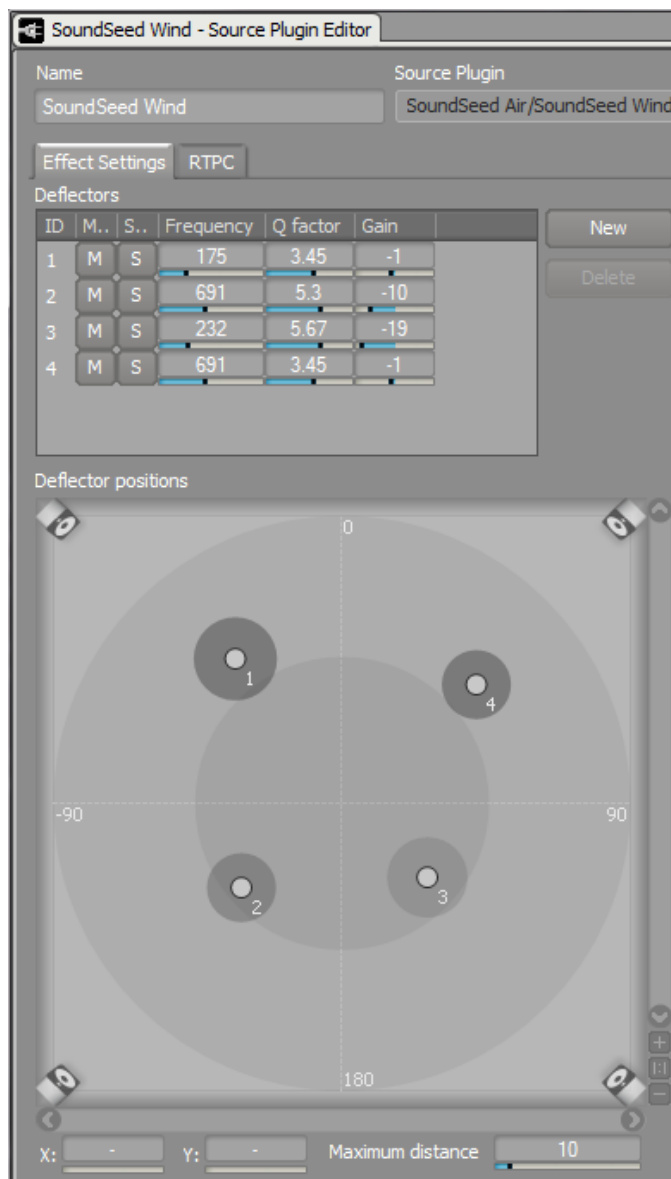 SoundSeed Wind - Source Plugin Editor
Name Source Plugin
SoundSeed Wind SoundSeed Air/SoundSeed Wind
Effect Settings RTPC
Deflectors
ID M.. S.. Frequency Q factor Gain New
1 M S 175 3.45 -1
Delete
2 M S 691 5.3 -10
3 M S 232 5.67 -19
4 M S 691 3.45 -1
Deflector positions
0
1
4
-90 90
3
2
180
X: - Y: - Maximum distance 10